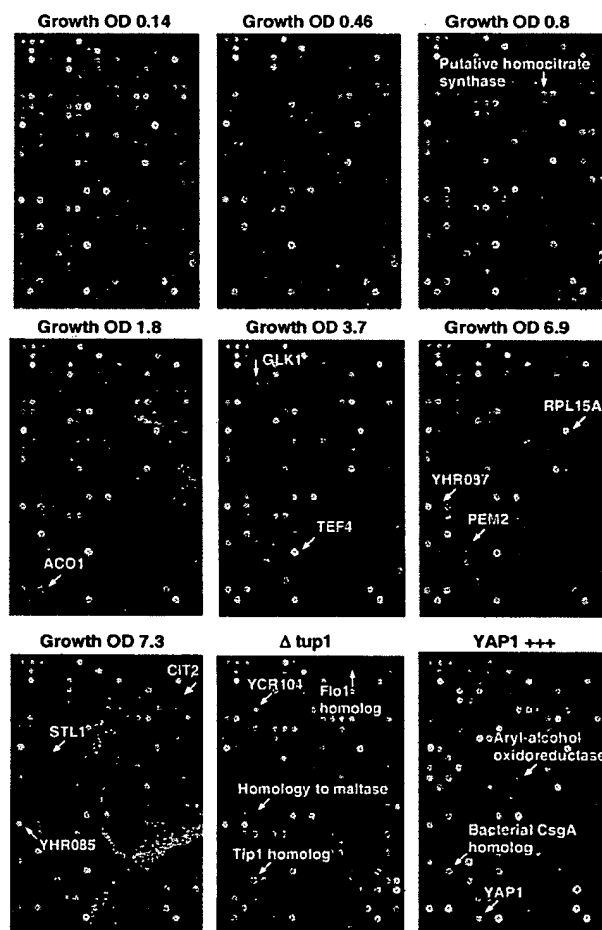 Growth OD 0.14
Growth OD 0.46
Growth OD 0.8
Putative homocitrate
synthase
Growth OD 1.8
Growth OD 3.7
Growth OD 6.9
GLK1
RPL15A
YHR087
PEM2
TEF4
ACO1
Growth OD 7.3
Δ tup1
YAP1 +++
CIT2
YCR104
Flo1
homolog
STL1
Aryl-alcohol
oxidoreductase
Homology to maltase
YHR085
Tip1 homolog
Bacterial CsgA
homolog
YAP1